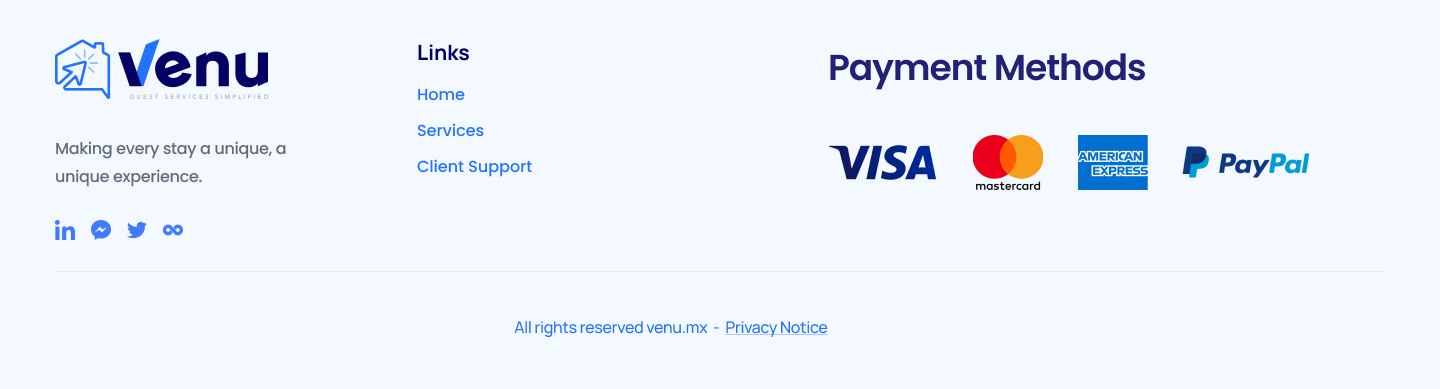 venu
GUEST SERVICES SIMPLIFIED
Making every stay a unique, a
unique experience.
Links
Home
Services
Client Support
Payment Methods
VISA
mastercard
AMERICAN
EXPRESS
PayPal
All rights reserved venu.mx - Privacy Notice